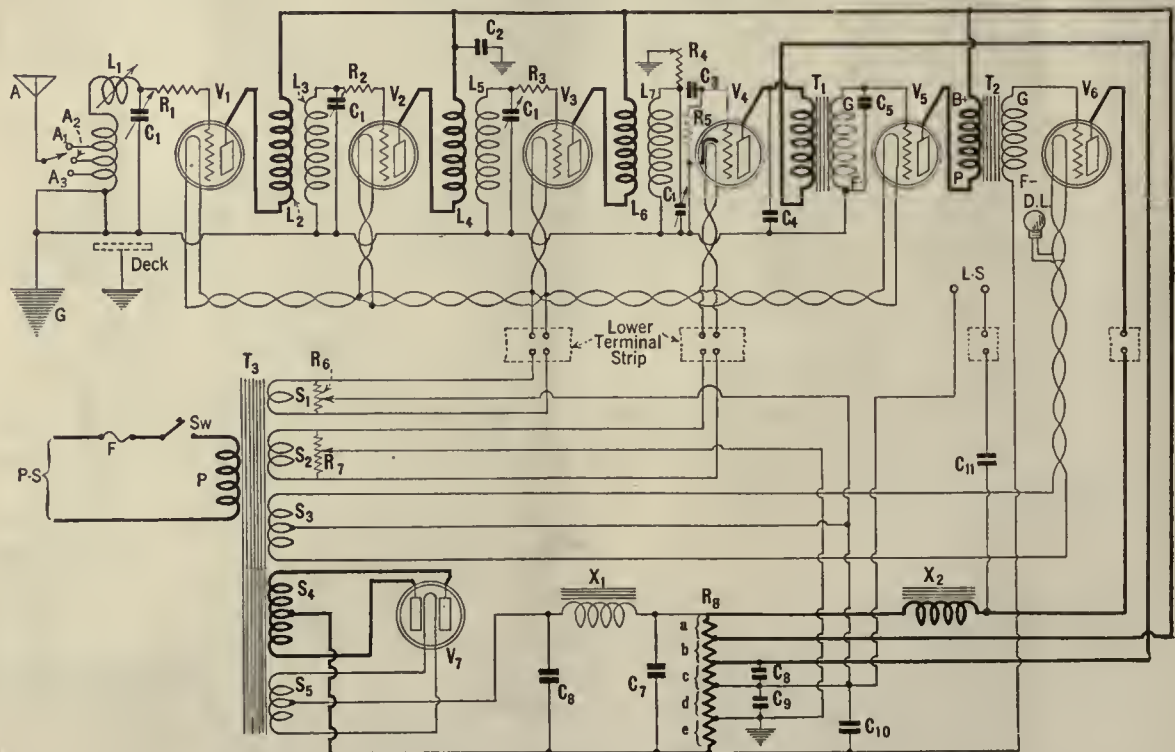 A
A₁
A₂
A₃
L₁
C₁
R₁
V₁
G
Deck
L₃
L₂
C₁
R₂
V₂
C₂
L₄
L₅
C₁
R₃
V₃
L₆
L₇
R₄
C₃
R₅
C₁
V₄
C₄
T₁
G
F
C₅
V₅
B+
P
T₂
G
F-
V₆
D.L.
L-S
Lower
Terminal
Strip
T₃
R₆
S₁
S₂
R₇
S₃
P-S
F
Sw
P
S₄
V₇
S₅
X₁
C₈
C₇
R₈
a
b
c
d
e
C₈
C₉
C₁₀
X₂
C₁₁